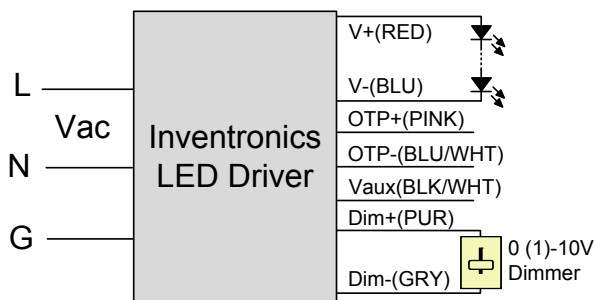 L
Vac
N
G
Inventronics
LED Driver
V+(RED)
V-(BLU)
OTP+(PINK)
OTP-(BLU/WHT)
Vaux(BLK/WHT)
Dim+(PUR)
Dim-(GRY)
0 (1)-10V
Dimmer